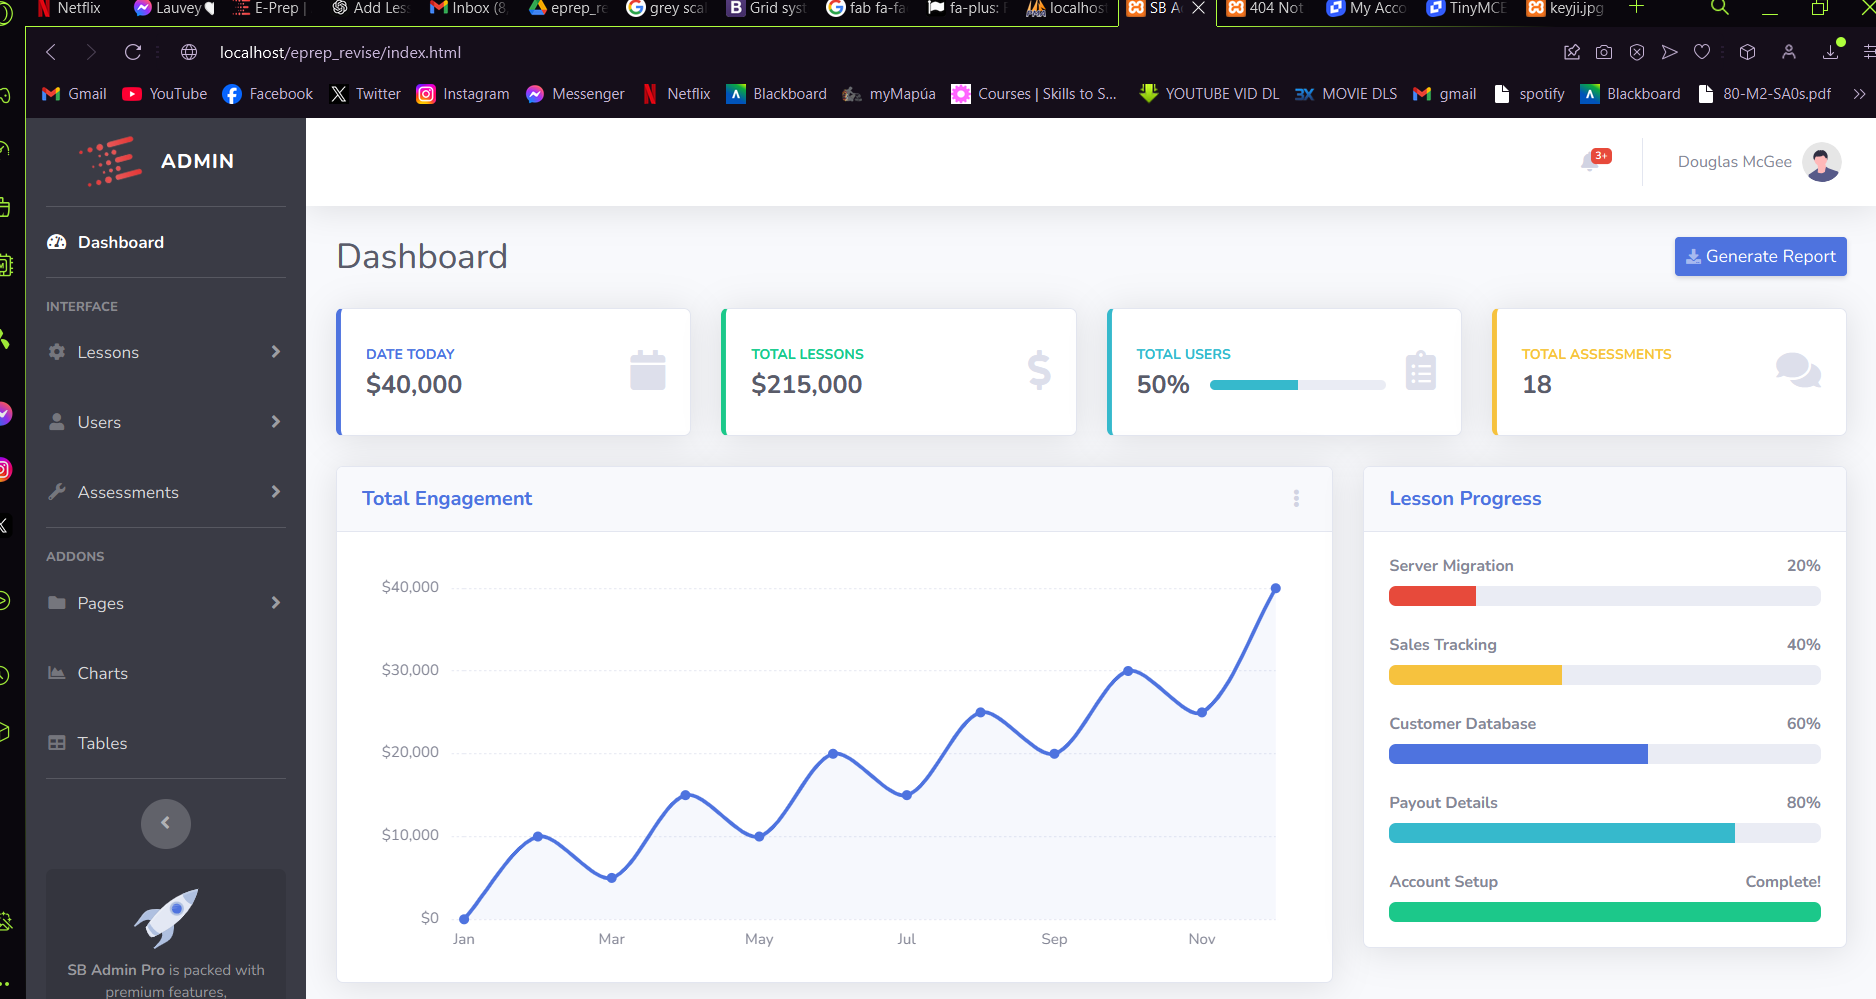 Netflix
Lauvey
E-Prep |
Add Les
Inbox (8,
eprep_re
grey scal
Grid syst
fab fa-fa
fa-plus: F
localhost
SB A
404 Not
My Acco
TinyMCE
keyji.jpg
localhost/eprep_revise/index.html
Gmail
YouTube
Facebook
Twitter
Instagram
Messenger
Netflix
Blackboard
myMapúa
Courses | Skills to S...
YOUTUBE VID DL
MOVIE DLS
gmail
spotify
Blackboard
80-M2-SA0s.pdf
ADMIN
3+
Douglas McGee
Dashboard
INTERFACE
Lessons
Users
Assessments
ADDONS
Pages
Charts
Tables
SB Admin Pro is packed with
premium features,
Dashboard
Generate Report
DATE TODAY
$40,000
TOTAL LESSONS
$215,000
TOTAL USERS
50%
TOTAL ASSESSMENTS
18
Total Engagement
$40,000
$30,000
$20,000
$10,000
$0
Jan
Mar
May
Jul
Sep
Nov
Lesson Progress
Server Migration 20%
Sales Tracking 40%
Customer Database 60%
Payout Details 80%
Account Setup Complete!